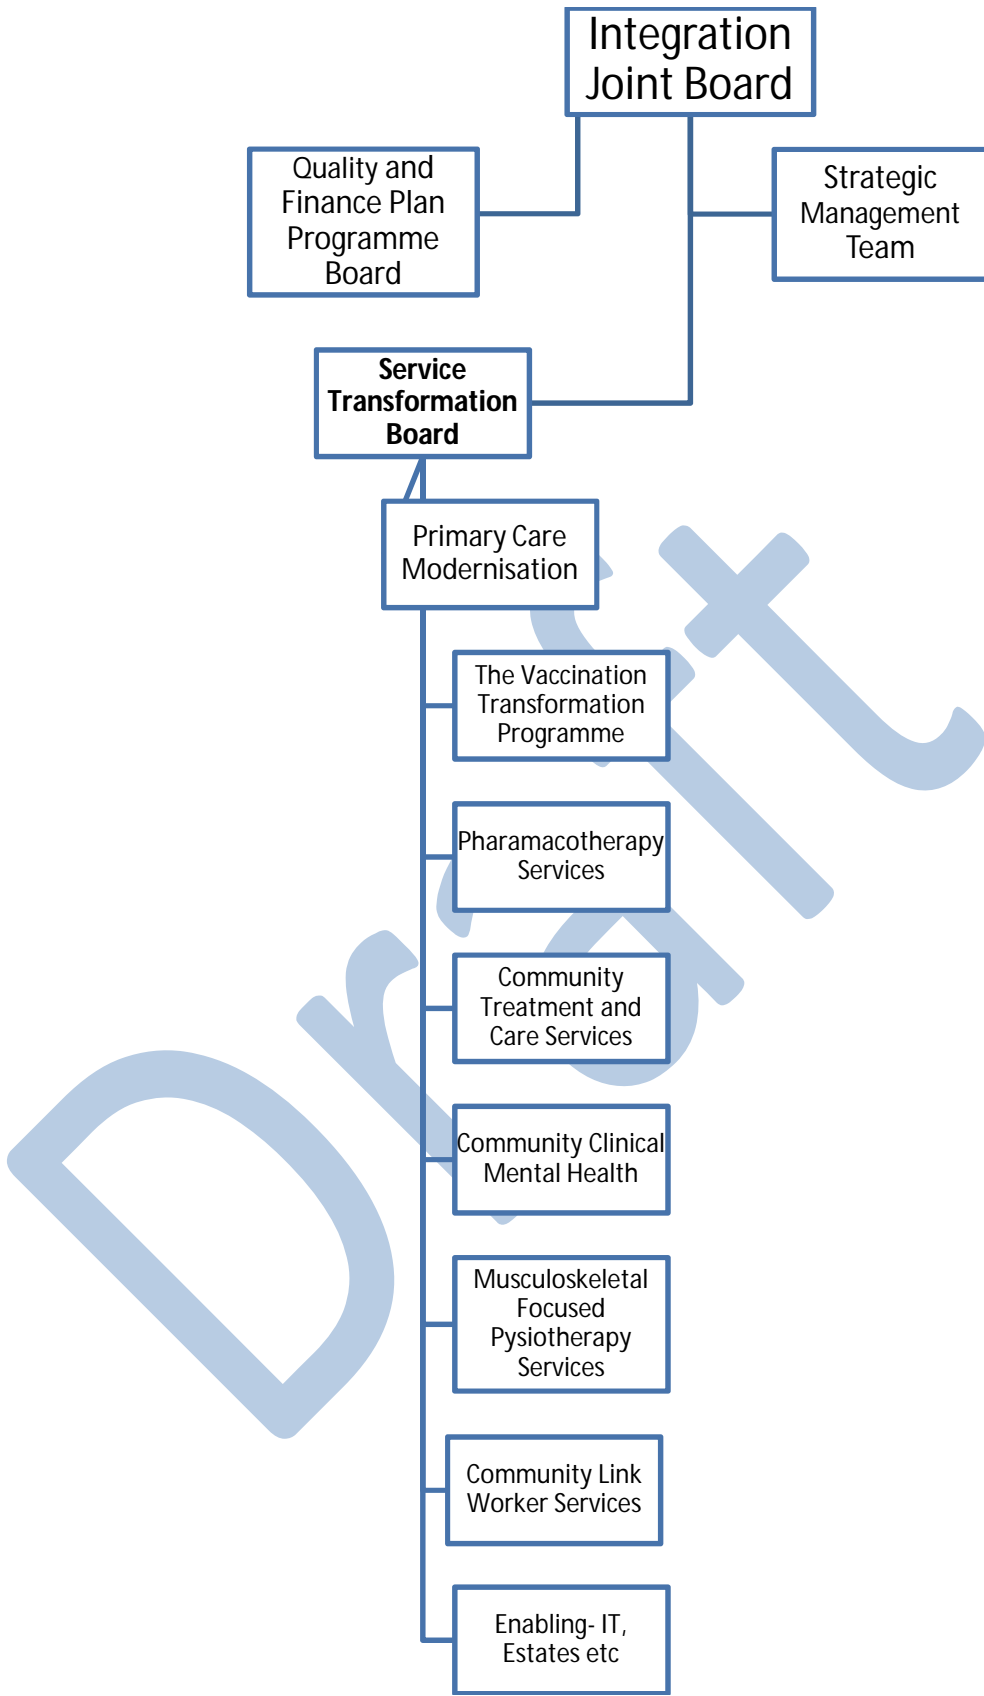 Integration
Joint Board
Quality and
Finance Plan
Programme
Board
Strategic
Management
Team
Service
Transformation
Board
Primary Care
Modernisation
The Vaccination
Transformation
Programme
Pharamacotherapy
Services
Community
Treatment and
Care Services
Community Clinical
Mental Health
Musculoskeletal
Focused
Pysiotherapy
Services
Community Link
Worker Services
Enabling- IT,
Estates etc
Draft